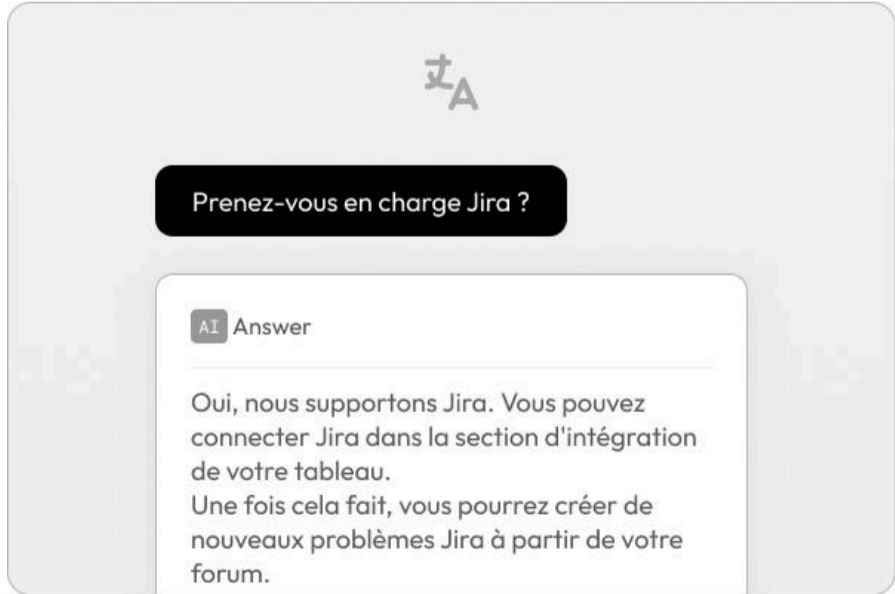 Prenez-vous en charge Jira ?
AI Answer
Oui, nous supportons Jira. Vous pouvez
connecter Jira dans la section d'intégration
de votre tableau.
Une fois cela fait, vous pourrez créer de
nouveaux problèmes Jira à partir de votre
forum.